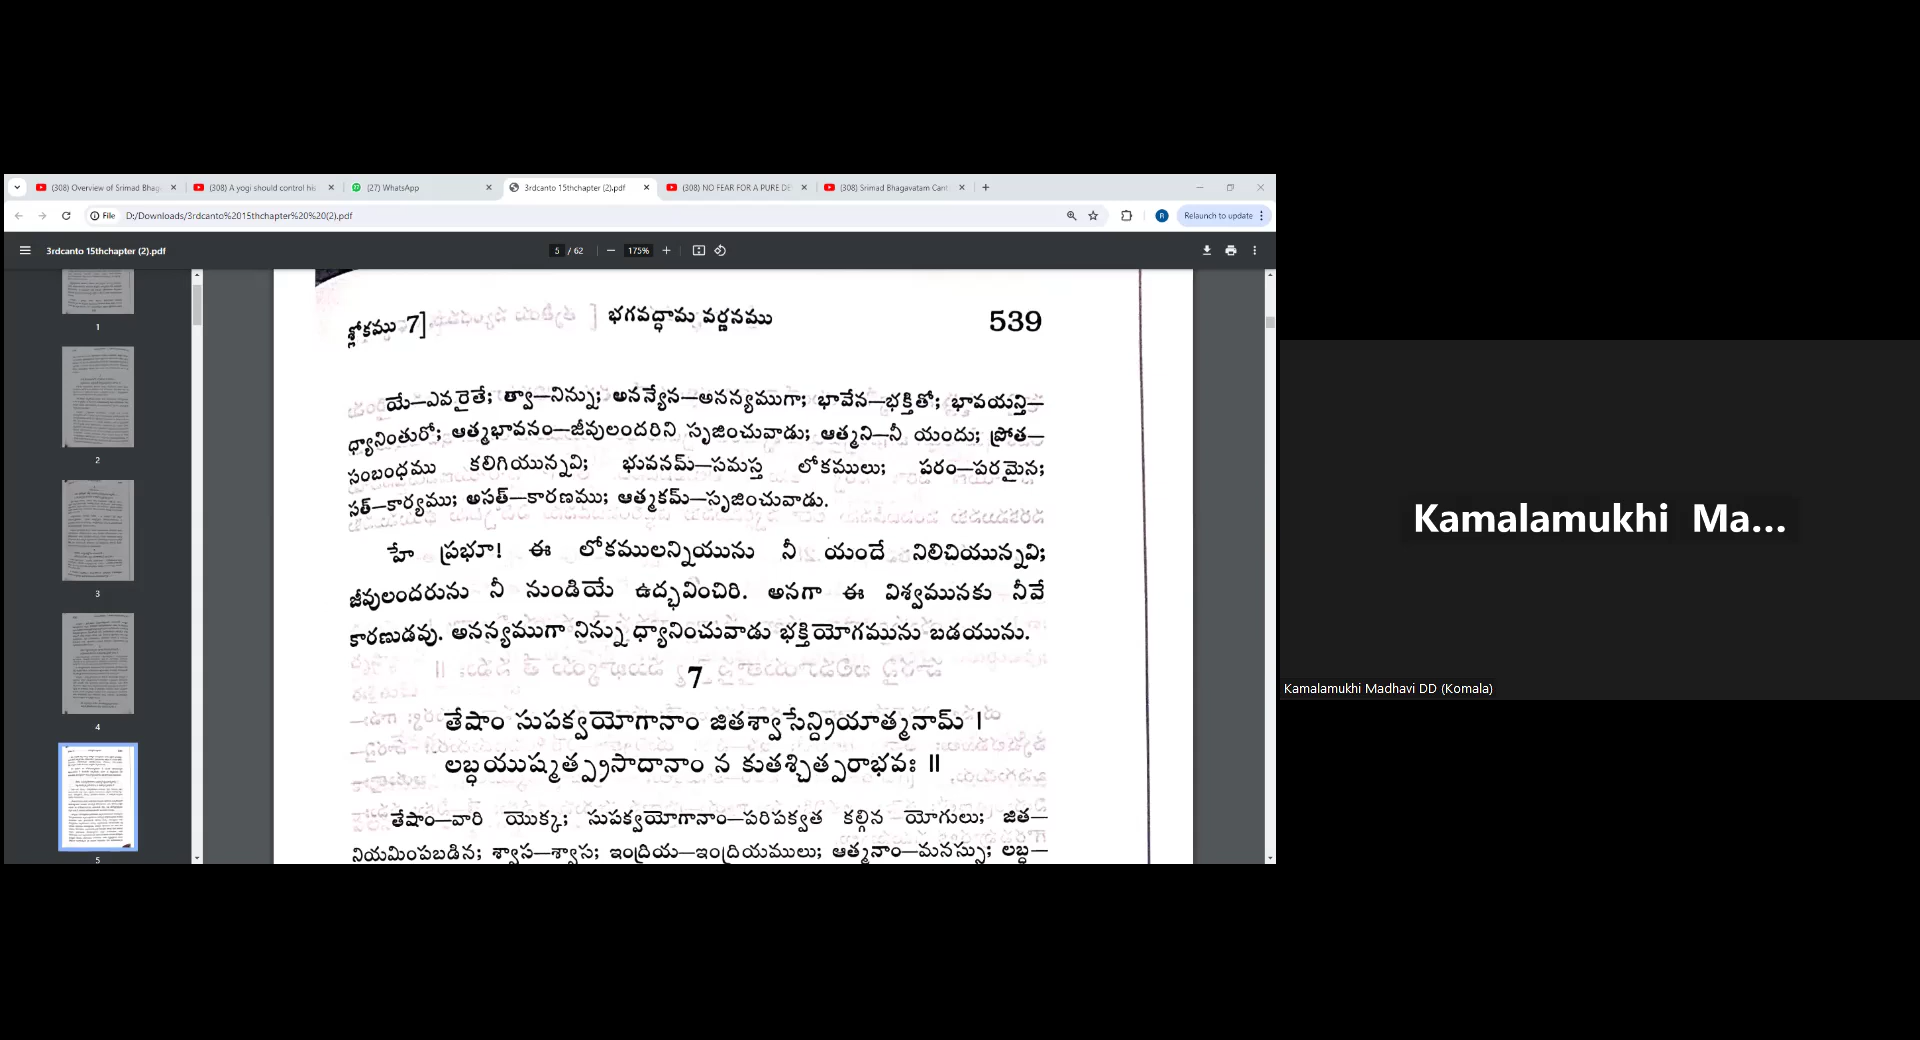 (308) Overview of Srimad Bhag
(308) A yogi should control his
(27) WhatsApp
3rdcanto 15thchapter (2).pdf
(308) NO FEAR FOR A PURE DE
(308) Srimad Bhagavatam Cant
File D:/Downloads/3rdcanto%2015thchapter%20%20(2).pdf
Relaunch to update
3rdcanto 15thchapter (2).pdf
5 / 62
175%
1
2
3
4
5
శ్లోకము 7] భగవద్ధామ వర్ణనము 539
యే—ఎవరైతే; త్వా—నిన్ను; అనన్యేన—అనన్యముగా; భావేన—భక్తితో; భావయన్తి—
ధ్యానింతురో; ఆత్మభావనం—జీవులందరిని సృజించువాడు; ఆత్మని—నీ యందు; ప్రోత—
సంబంధము కలిగియున్నవి; భువనమ్—సమస్త లోకములు; పరం—పరమైన;
సత్—కార్యము; అసత్—కారణము; ఆత్మకమ్—సృజించువాడు.
హే ప్రభూ! ఈ లోకములన్నియును నీ యందే నిలిచియున్నవి;
జీవులందరును నీ నుండియే ఉద్భవించిరి. అనగా ఈ విశ్వమునకు నీవే
కారణుడవు. అనన్యముగా నిన్ను ధ్యానించువాడు భక్తియోగమును బడయును.
7
తేషాం సుపక్వయోగానాం జితశ్వాసేన్ద్రియాత్మనామ్ ।
లబ్ధయుష్మత్ప్రసాదానాం న కుతశ్చిత్పరాభవః ॥
తేషాం—వారి యొక్క; సుపక్వయోగానాం—పరిపక్వత కల్గిన యోగులు; జిత—
నియమింపబడిన; శ్వాస—శ్వాస; ఇంద్రియ—ఇంద్రియములు; ఆత్మనాం—మనస్సు; లబ్ధ—
Kamalamukhi Ma...
Kamalamukhi Madhavi DD (Komala)